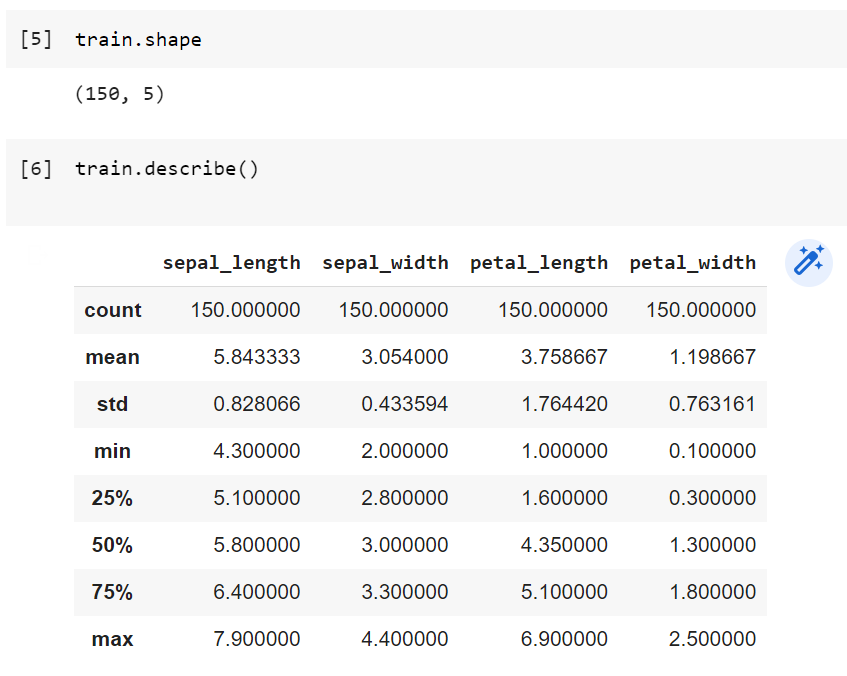 [5] train.shape
(150, 5)
[6] train.describe()
sepal_length sepal_width petal_length petal_width
count 150.000000 150.000000 150.000000 150.000000
mean 5.843333 3.054000 3.758667 1.198667
std 0.828066 0.433594 1.764420 0.763161
min 4.300000 2.000000 1.000000 0.100000
25% 5.100000 2.800000 1.600000 0.300000
50% 5.800000 3.000000 4.350000 1.300000
75% 6.400000 3.300000 5.100000 1.800000
max 7.900000 4.400000 6.900000 2.500000